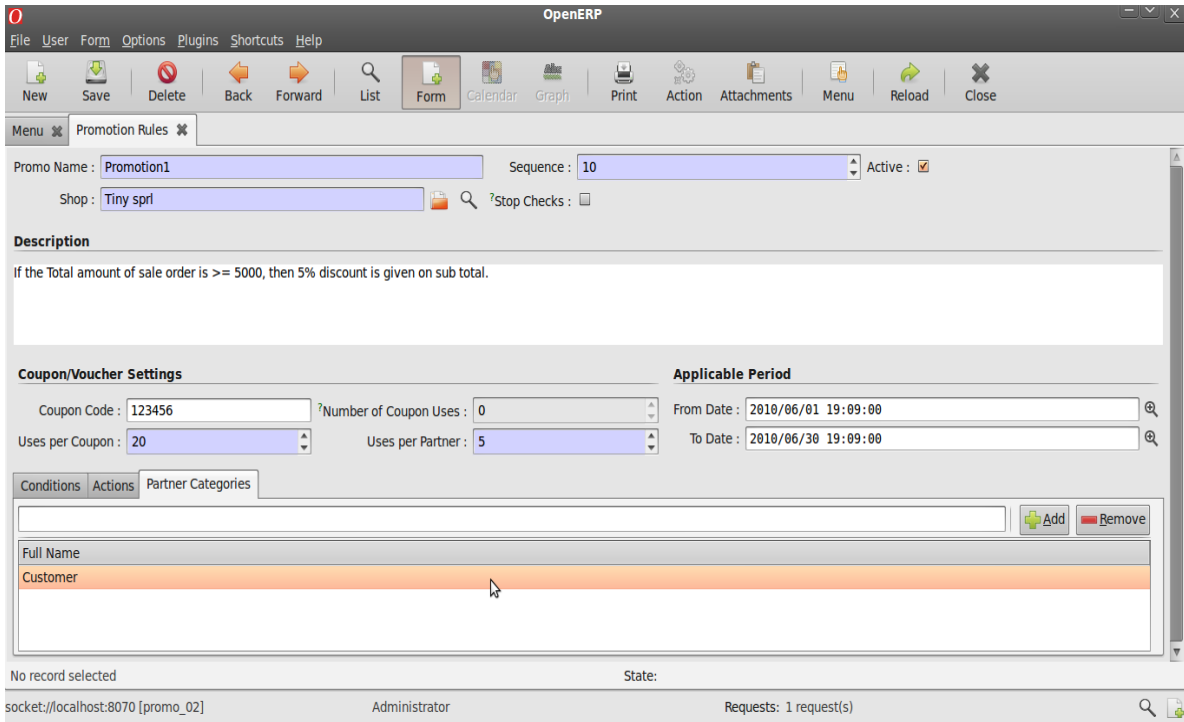 OpenERP
File User Form Options Plugins Shortcuts Help
New Save Delete Back Forward List Form Calendar Graph Print Action Attachments Menu Reload Close
Menu Promotion Rules
Promo Name : Promotion1 Sequence : 10 Active :
Shop : Tiny sprl ?Stop Checks :
Description
If the Total amount of sale order is >= 5000, then 5% discount is given on sub total.
Coupon/Voucher Settings Applicable Period
Coupon Code : 123456 ?Number of Coupon Uses : 0 From Date : 2010/06/01 19:09:00
Uses per Coupon : 20 Uses per Partner : 5 To Date : 2010/06/30 19:09:00
Conditions Actions Partner Categories
Add Remove
Full Name
Customer
No record selected State:
socket://localhost:8070 [promo_02] Administrator Requests: 1 request(s)